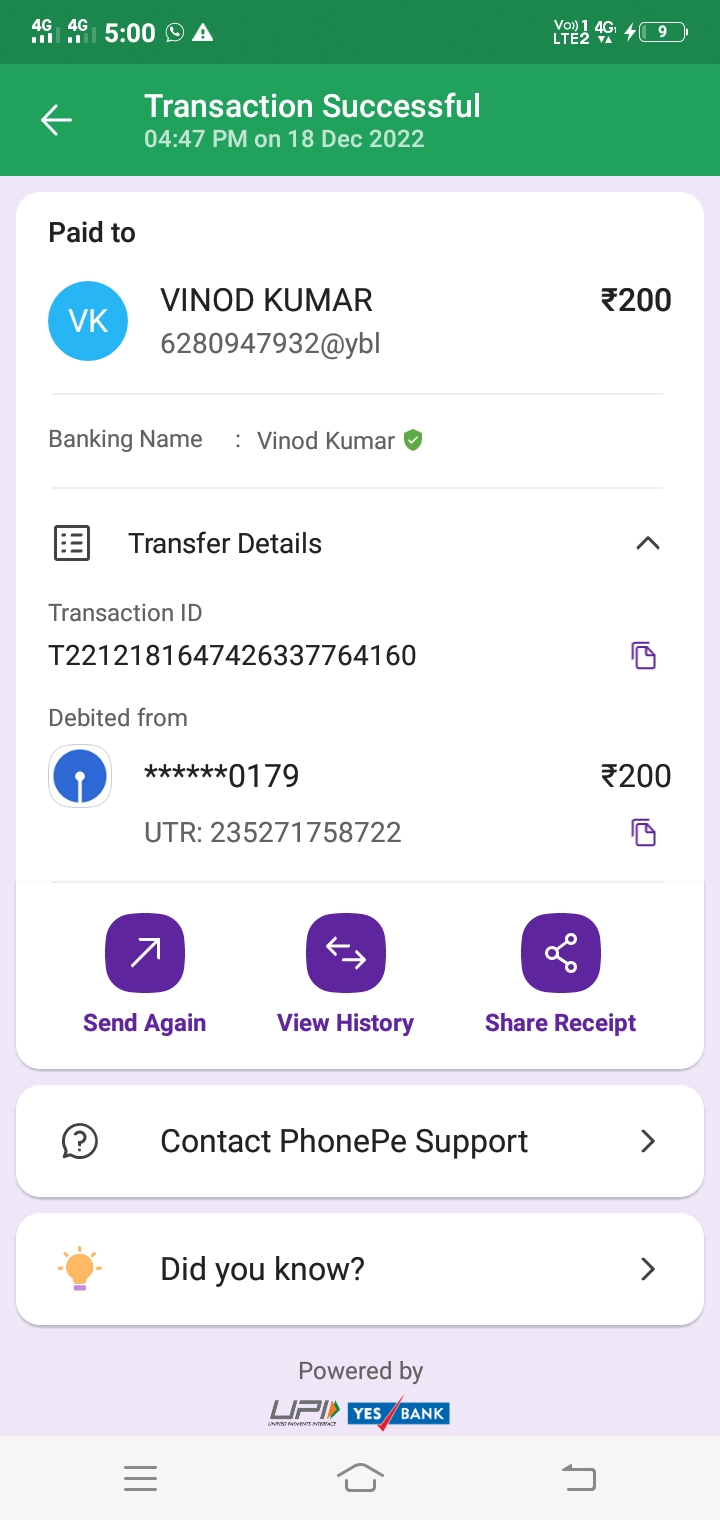 4G 4G 5:00 Vo)) 1 4G
LTE2 9
Transaction Successful
04:47 PM on 18 Dec 2022
Paid to
VK
VINOD KUMAR ₹200
6280947932@ybl
Banking Name : Vinod Kumar
Transfer Details
Transaction ID
T2212181647426337764160
Debited from
******0179 ₹200
UTR: 235271758722
Send Again View History Share Receipt
Contact PhonePe Support
Did you know?
Powered by
UPI YES BANK
UNIFIED PAYMENTS INTERFACE